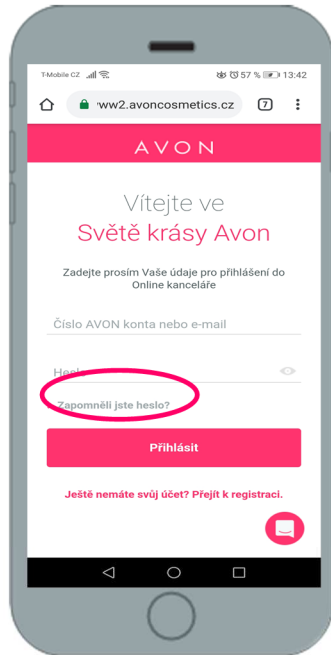 T-Mobile CZ
57 % 13:42
ww2.avoncosmetics.cz 7
AVON
Vítejte ve
Světě krásy Avon
Zadejte prosím Vaše údaje pro přihlášení do
Online kanceláře
Číslo AVON konta nebo e-mail
Heslo
Zapomněli jste heslo?
Přihlásit
Ještě nemáte svůj účet? Přejít k registraci.